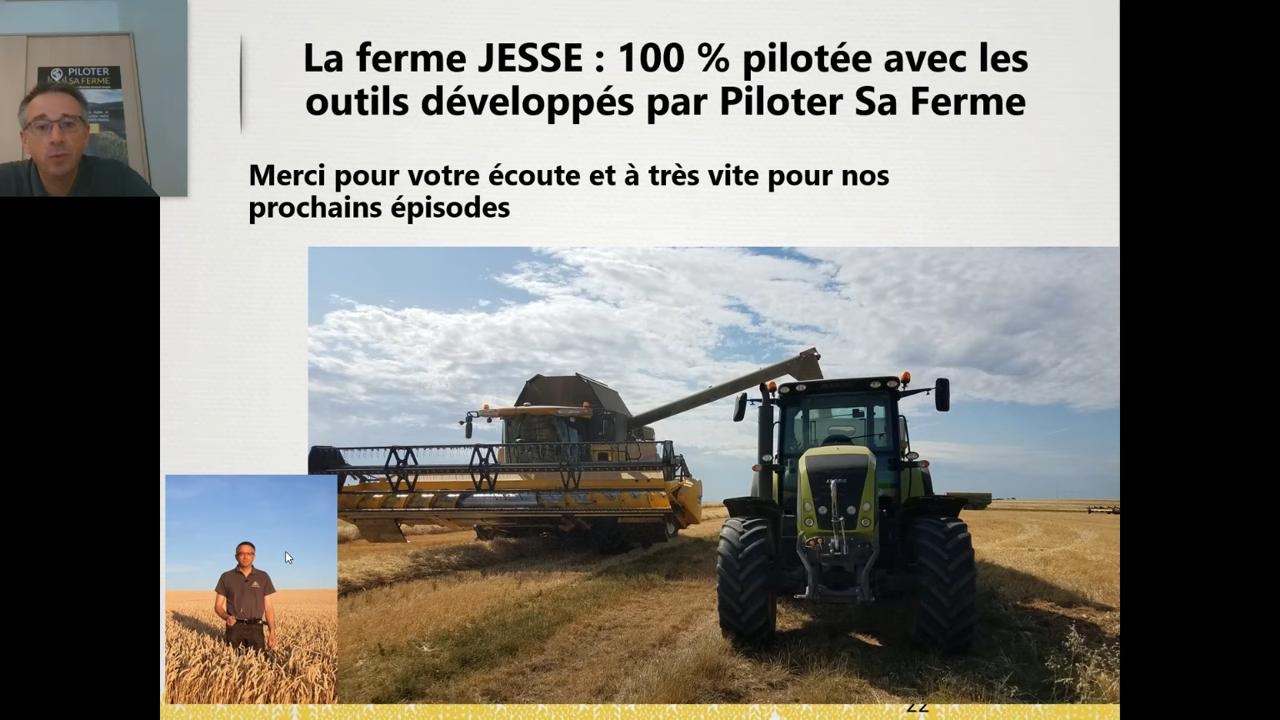 PILOTER
SA FERME
La ferme JESSE : 100 % pilotée avec les
outils développés par Piloter Sa Ferme
Merci pour votre écoute et à très vite pour nos
prochains épisodes
22